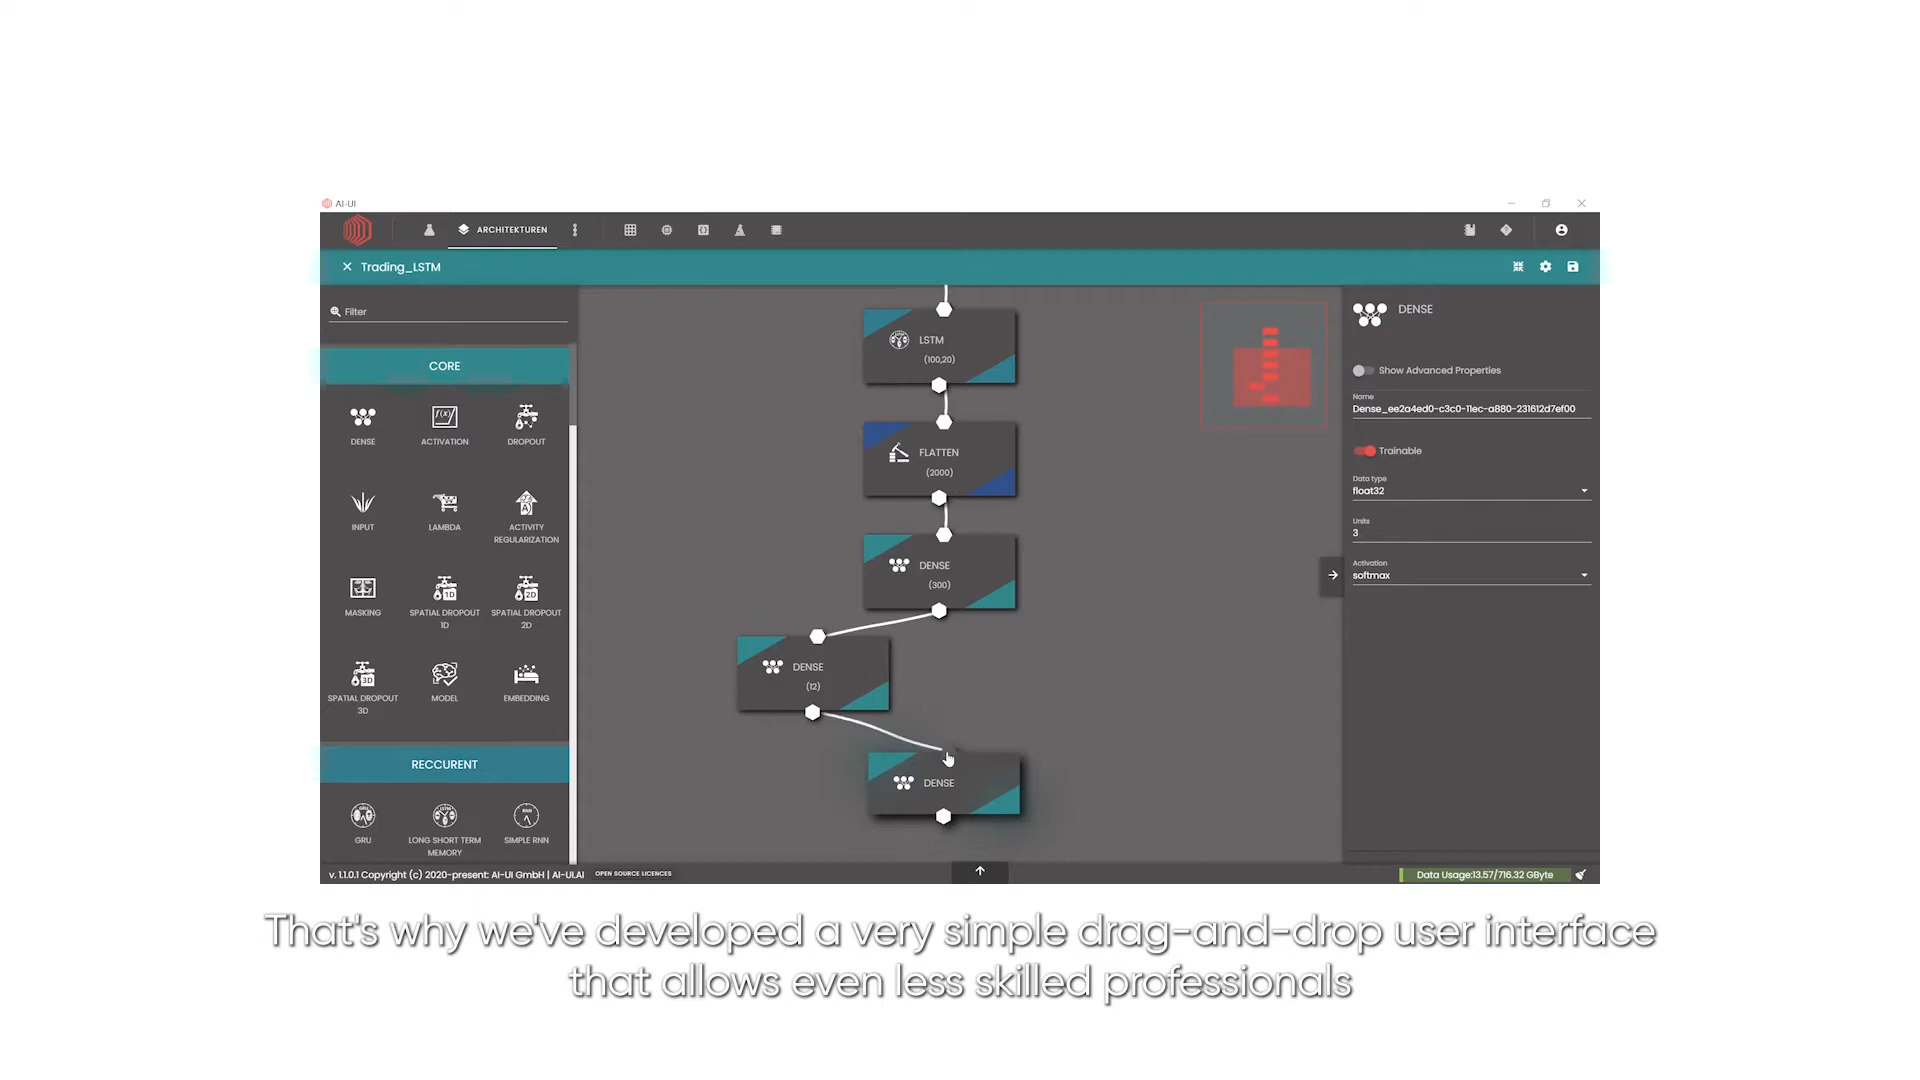 AI-UI
ARCHITEKTUREN
Trading_LSTM
Filter
CORE
DENSE
ACTIVATION
DROPOUT
INPUT
LAMBDA
ACTIVITY
REGULARIZATION
MASKING
SPATIAL DROPOUT
1D
SPATIAL DROPOUT
2D
SPATIAL DROPOUT
3D
MODEL
EMBEDDING
RECCURENT
GRU
LONG SHORT TERM
MEMORY
SIMPLE RNN
LSTM
(100,20)
FLATTEN
(2000)
DENSE
(300)
DENSE
(12)
DENSE
DENSE
Show Advanced Properties
Name
Dense_ee2a4ed0-c3c0-11ec-a880-231612d7ef00
Trainable
Data type
float32
Units
3
Activation
softmax
v. 1.1.0.1 Copyright (c) 2020-present: AI-UI GmbH | AI-UI.AI
OPEN SOURCE LICENCES
Data Usage:13.57/716.32 GByte
That's why we've developed a very simple drag-and-drop user interface
that allows even less skilled professionals